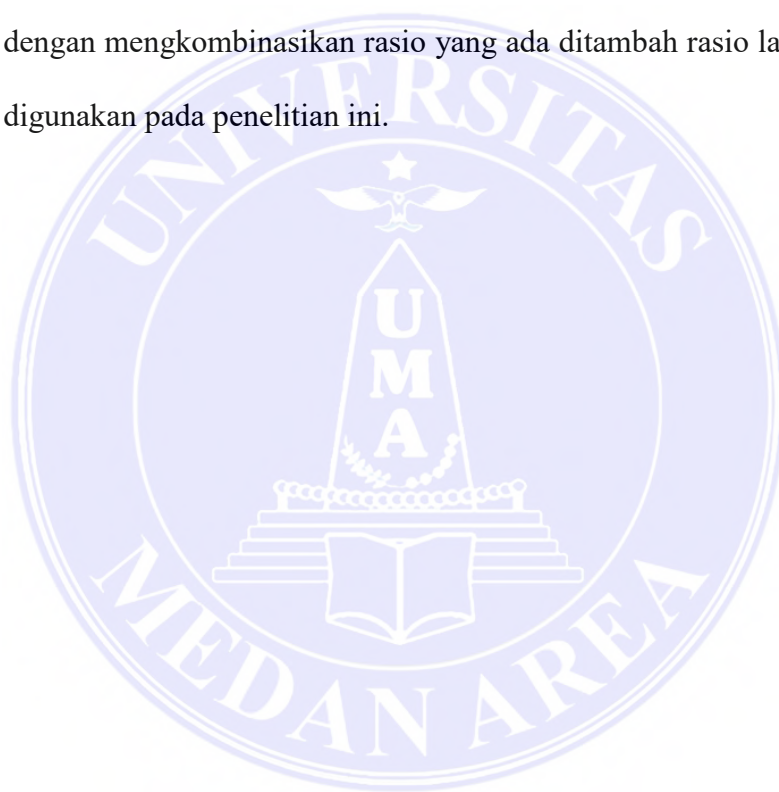 dengan mengkombinasikan rasio yang ada ditambah rasio la
digunakan pada penelitian ini.
UNIVERSITAS
UMA
MEDAN AREA